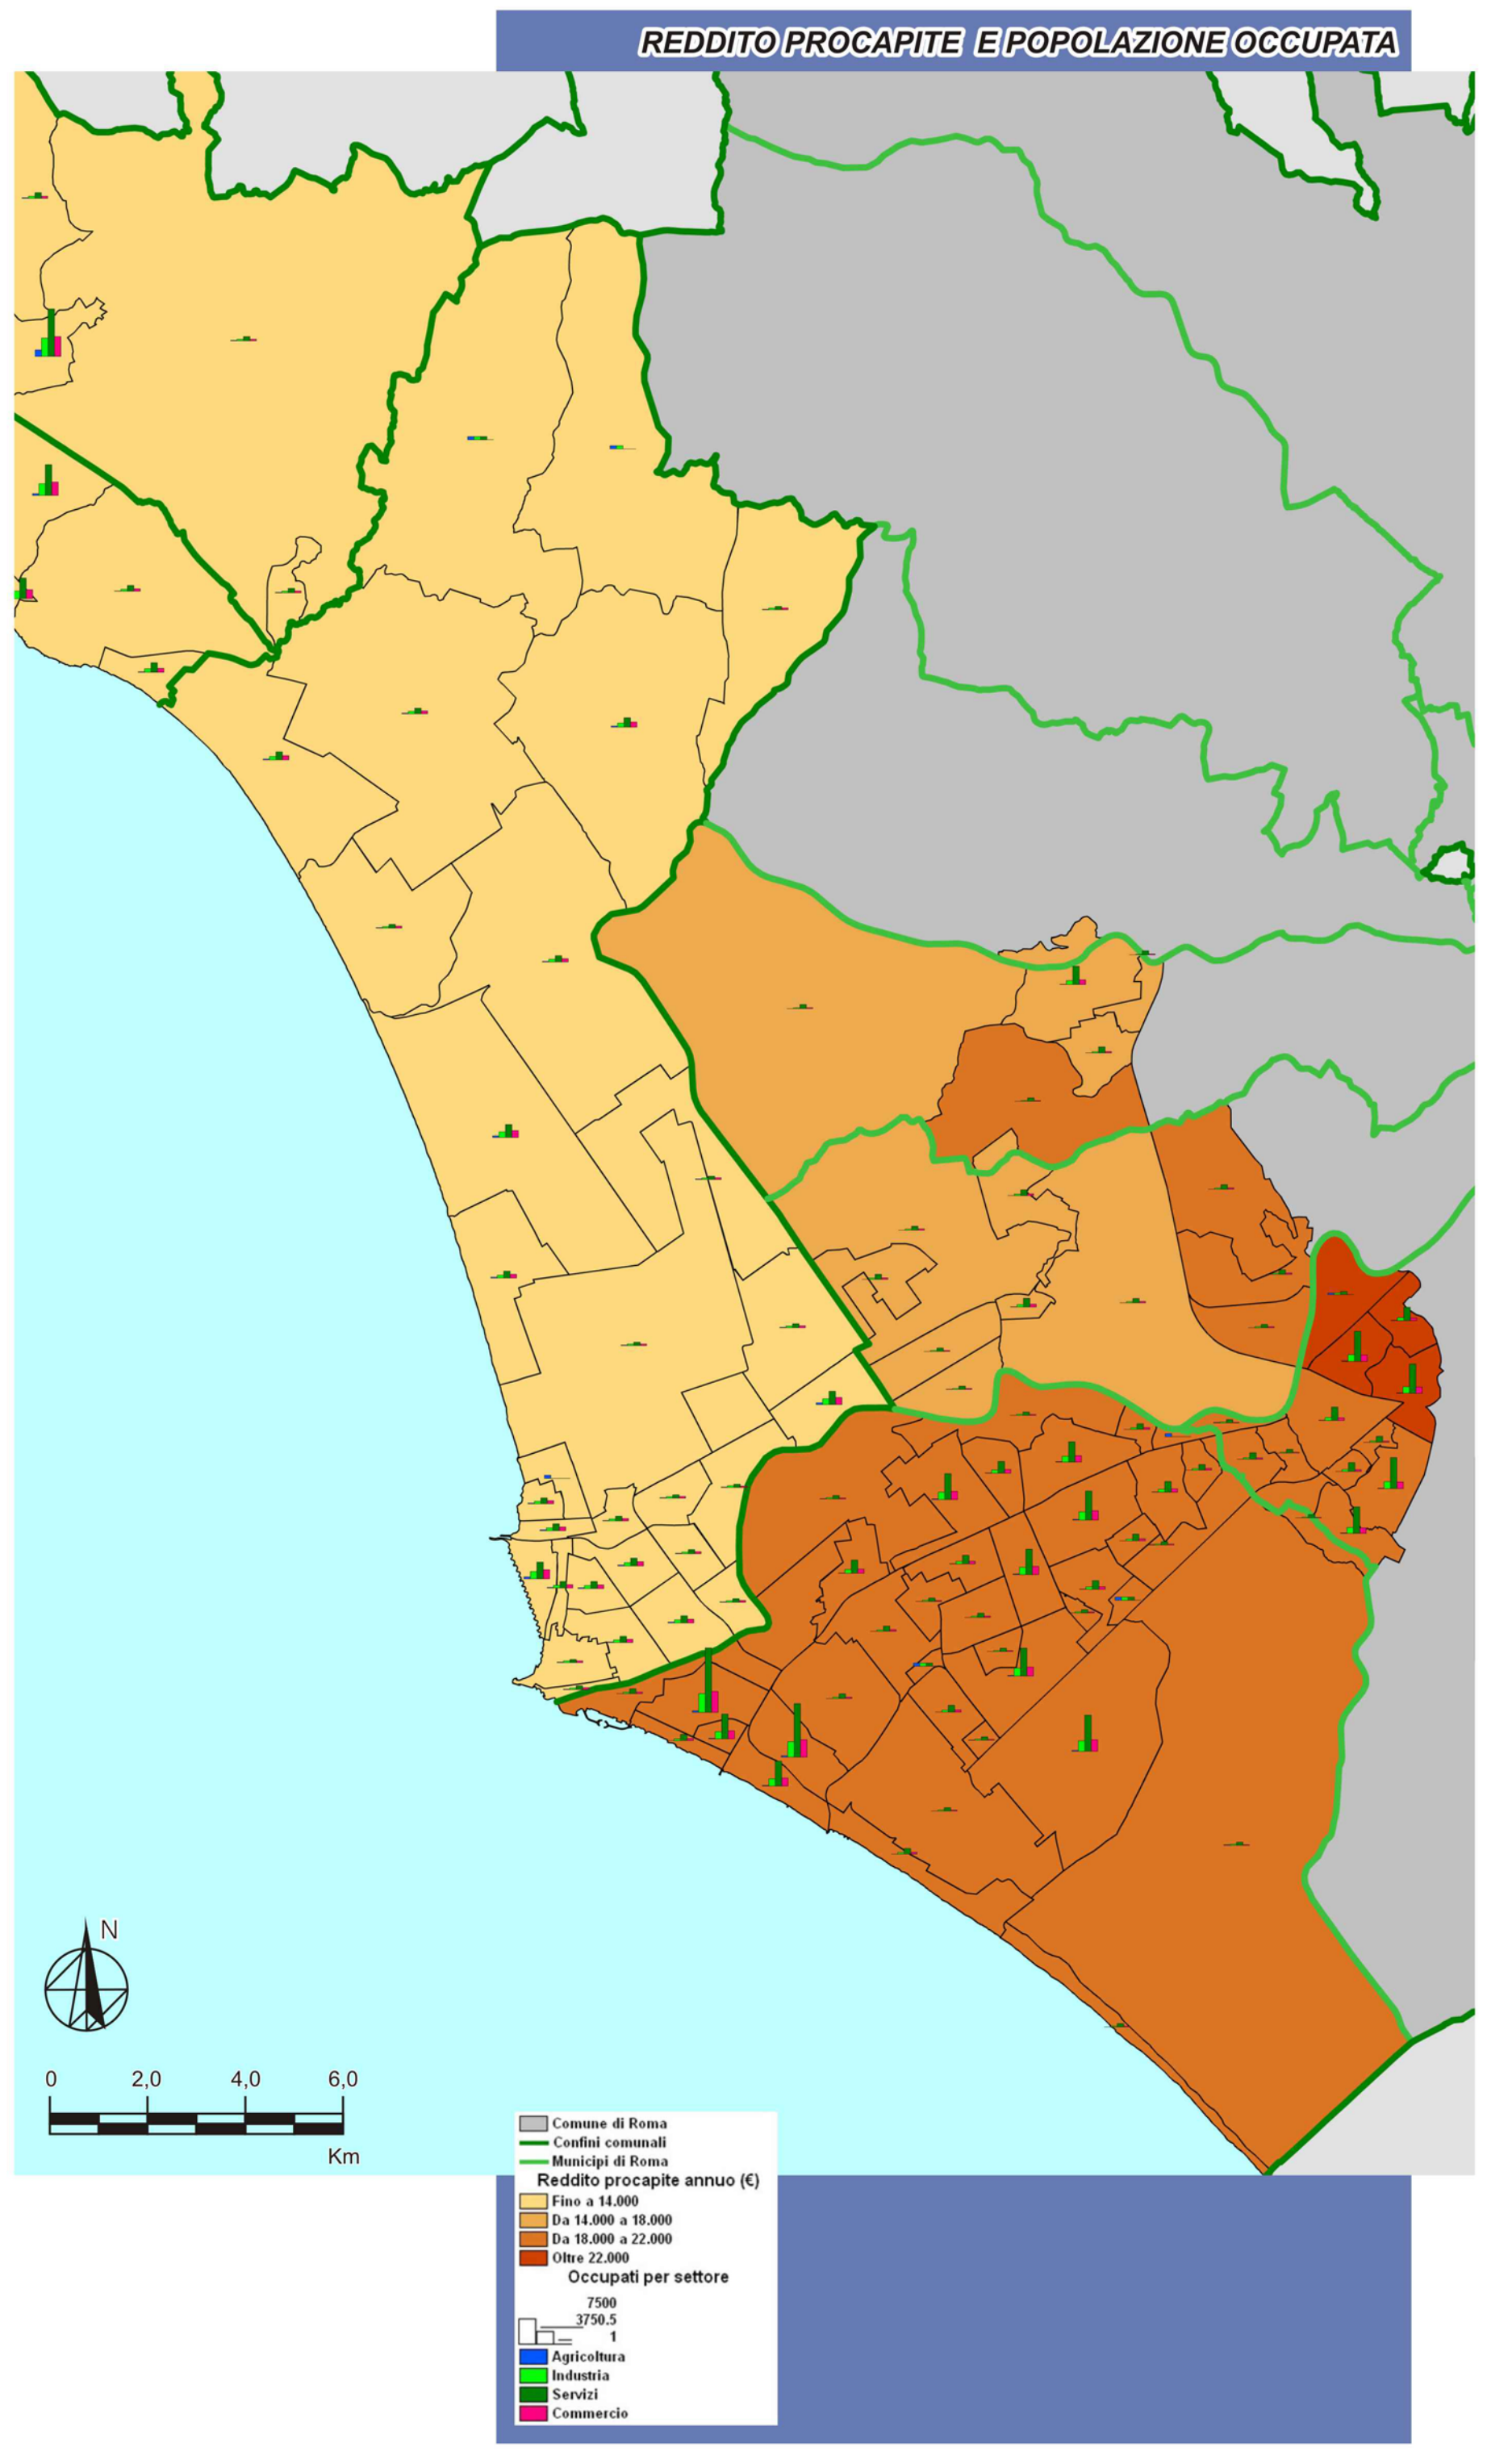 REDDITO PROCAPITE E POPOLAZIONE OCCUPATA
N
0 2,0 4,0 6,0
Km
Comune di Roma
Confini comunali
Municipi di Roma
Reddito procapite annuo (€)
Fino a 14.000
Da 14.000 a 18.000
Da 18.000 a 22.000
Oltre 22.000
Occupati per settore
7500
3750.5
1
Agricoltura
Industria
Servizi
Commercio